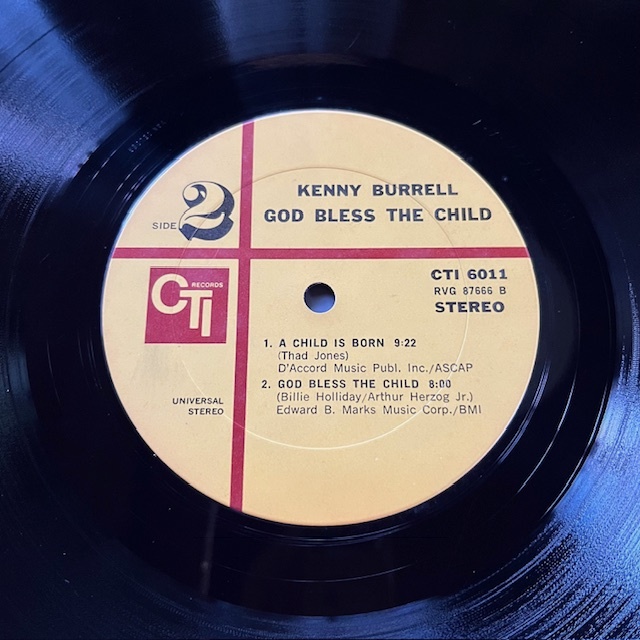 KENNY BURRELL
GOD BLESS THE CHILD
SIDE 2
CTI RECORDS
CTI 6011
RVG 87666 B
STEREO
1. A CHILD IS BORN 9:22
(Thad Jones)
D'Accord Music Publ. Inc./ASCAP
2. GOD BLESS THE CHILD 8:00
(Billie Holliday/Arthur Herzog Jr.)
Edward B. Marks Music Corp./BMI
UNIVERSAL
STEREO